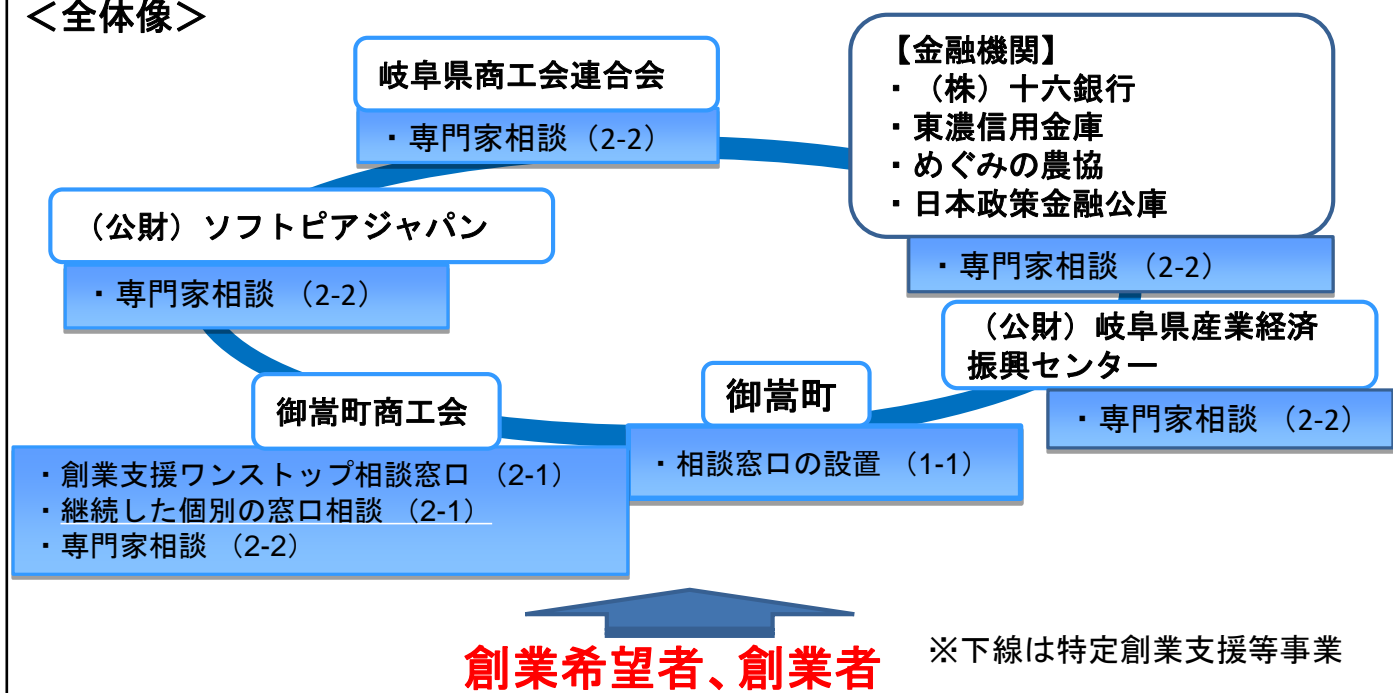 <全体像>
岐阜県商工会連合会
・専門家相談(2-2)
【金融機関】
・(株)十六銀行
・東濃信用金庫
・めぐみの農協
・日本政策金融公庫
・専門家相談 (2-2)
(公財)ソフトピアジャパン
・専門家相談 (2-2)
(公財)岐阜県産業経済
振興センター
・専門家相談 (2-2)
御嵩町商工会
・創業支援ワンストップ相談窓口 (2-1)
・継続した個別の窓口相談 (2-1)
・専門家相談 (2-2)
御嵩町
・相談窓口の設置 (1-1)
創業希望者、創業者
※下線は特定創業支援等事業